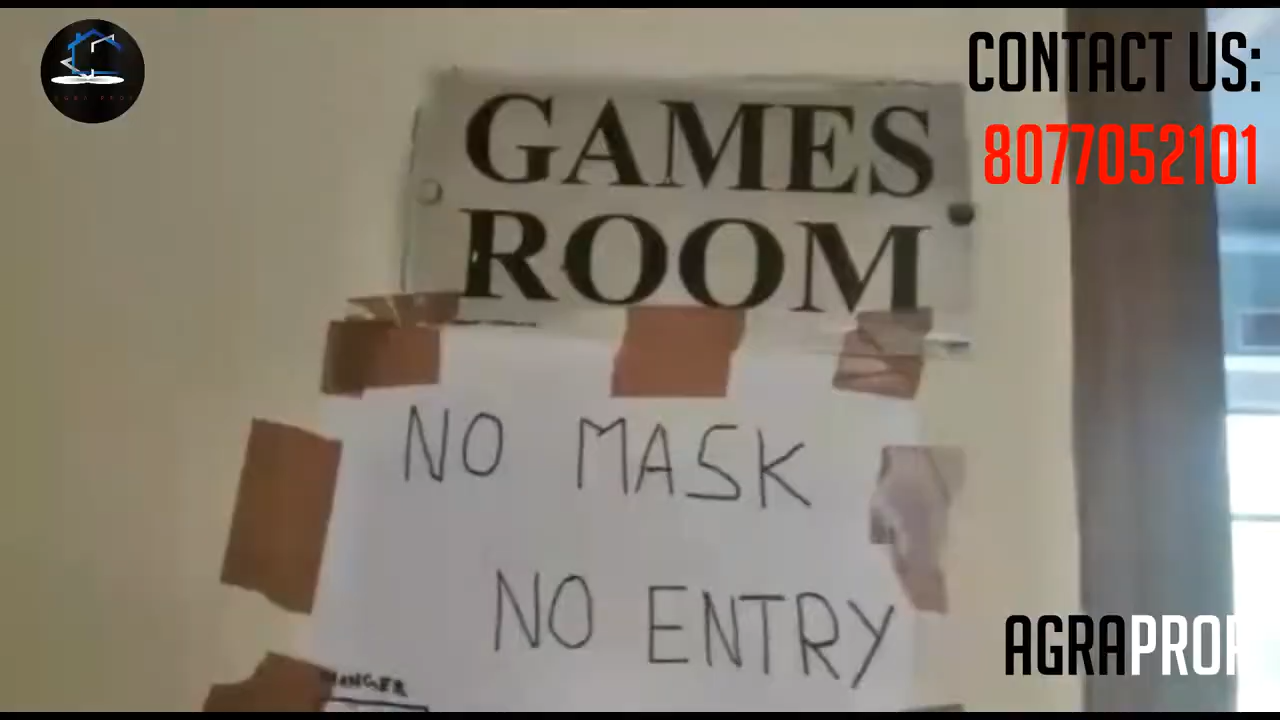 CONTACT US:
8077052101
GAMES
ROOM
NO MASK
NO ENTRY
AGRAPROP